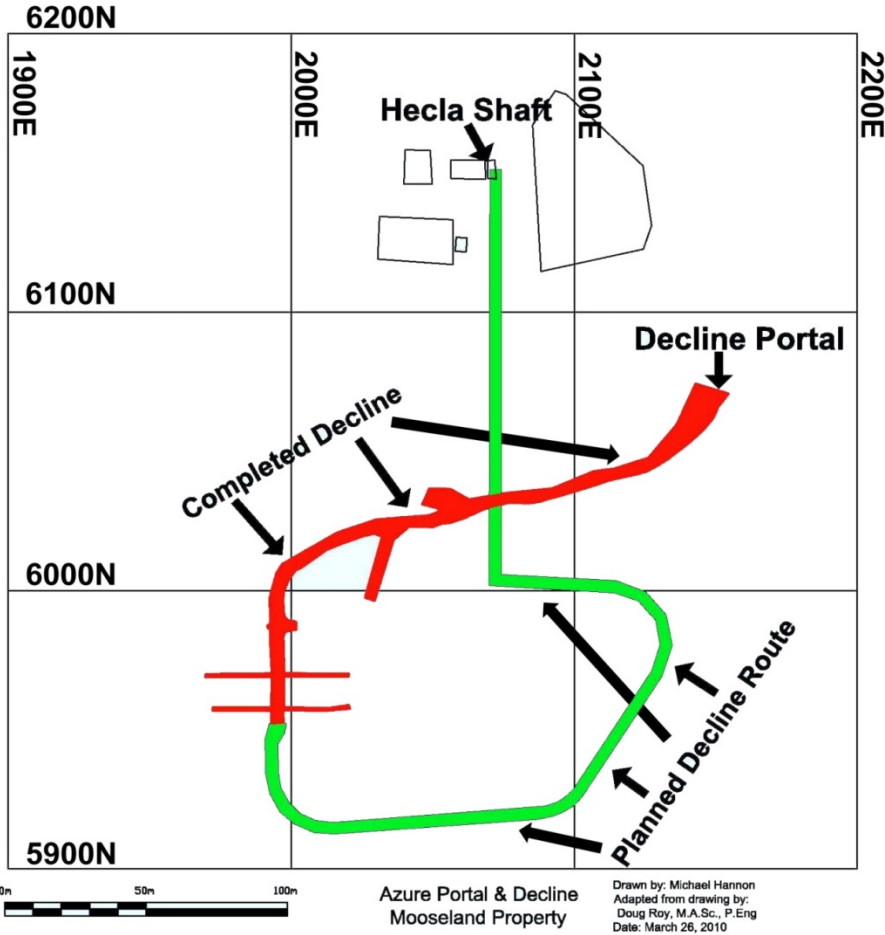 6200N
1900E
2000E
2100E
2200E
Hecla Shaft
6100N
Decline Portal
Completed Decline
6000N
Planned Decline Route
5900N
0m 50m 100m
Azure Portal & Decline
Mooseland Property
Drawn by: Michael Hannon
Adapted from drawing by:
Doug Roy, M.A.Sc., P.Eng
Date: March 26, 2010